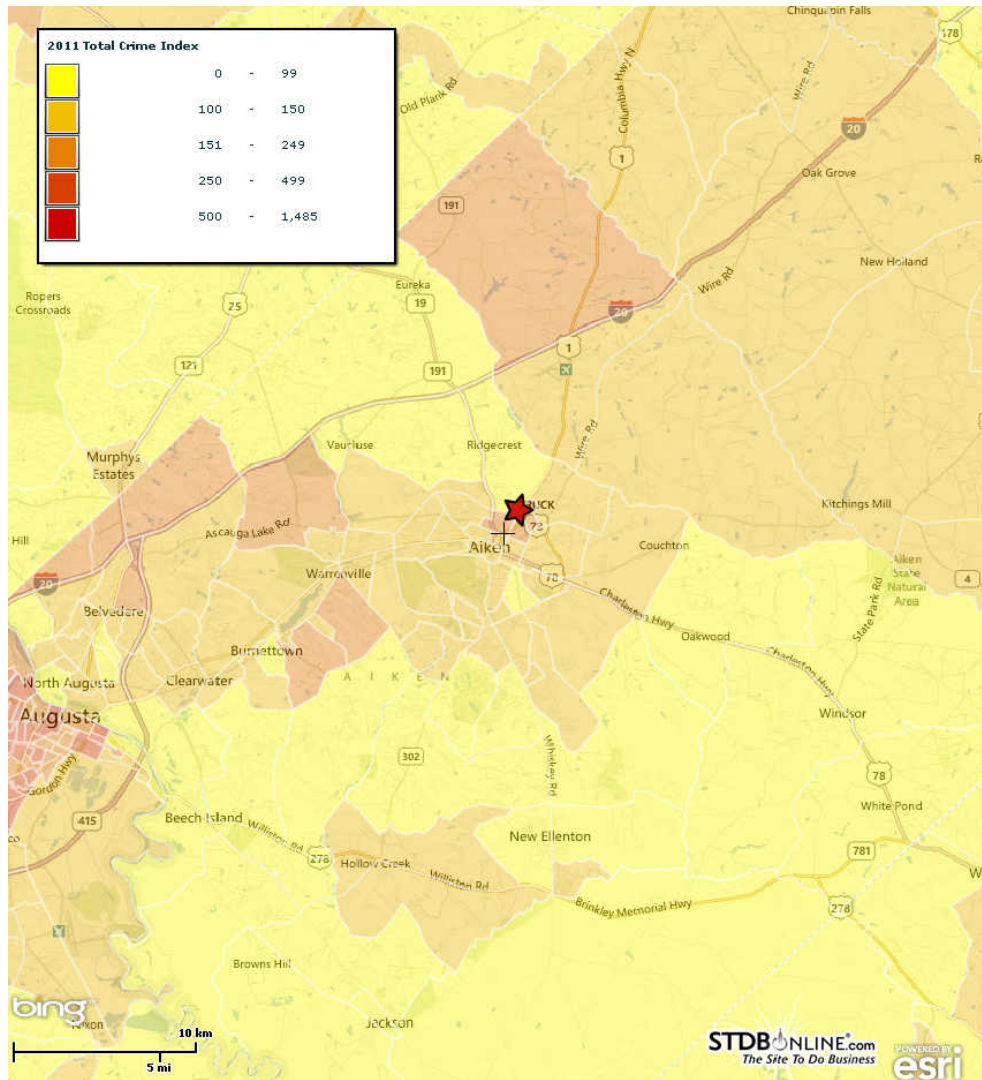 2011 Total Crime Index
0 - 99
100 - 150
151 - 249
250 - 499
500 - 1,485
Chinquapin Falls
178
Old Plank Rd
Columbia Hwy N
Wire Rd
20
1
Oak Grove
191
New Holland
Wire Rd
Eureka
Ropers
Crossroads
25
19
20
1
121
191
Wire Rd
Vaucluse
Ridgecrest
Murphys
Estates
Kitchings Mill
UCK
78
Hill
Ascauga Lake Rd
Aiken
Couchton
Aiken
State
Natural
Area
20
Warrenville
78
4
Belvedere
Charleston Hwy
State Park Rd
Oakwood
Burnettown
Charleston Hwy
North Augusta
Clearwater
AIKEN
Augusta
Windsor
302
Whiskey Rd
Gordon Hwy
78
White Pond
415
Beech Island
Williston Rd
New Ellenton
781
278
Hollow Creek
Williston Rd
Brinkley Memorial Hwy
278
Browns Hill
bing
Nixon
Jackson
10 km
5 mi
STDBONLINE.com
The Site To Do Business
POWERED BY
esri